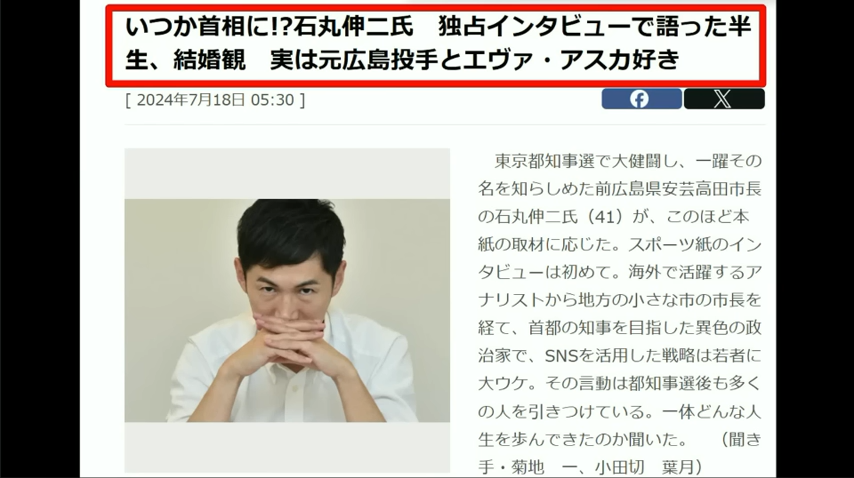 いつか首相に!?石丸伸二氏　独占インタビューで語った半
生、結婚観　実は元広島投手とエヴァ・アスカ好き
[ 2024年7月18日 05:30 ]
　東京都知事選で大健闘し、一躍その
名を知らしめた前広島県安芸高田市長
の石丸伸二氏（41）が、このほど本
紙の取材に応じた。スポーツ紙のイン
タビューは初めて。海外で活躍するア
ナリストから地方の小さな市の市長を
経て、首都の知事を目指した異色の政
治家で、SNSを活用した戦略は若者に
大ウケ。その言動は都知事選後も多く
の人を引きつけている。一体どんな人
生を歩んできたのか聞いた。　（聞き
手・菊地　一、小田切　葉月）